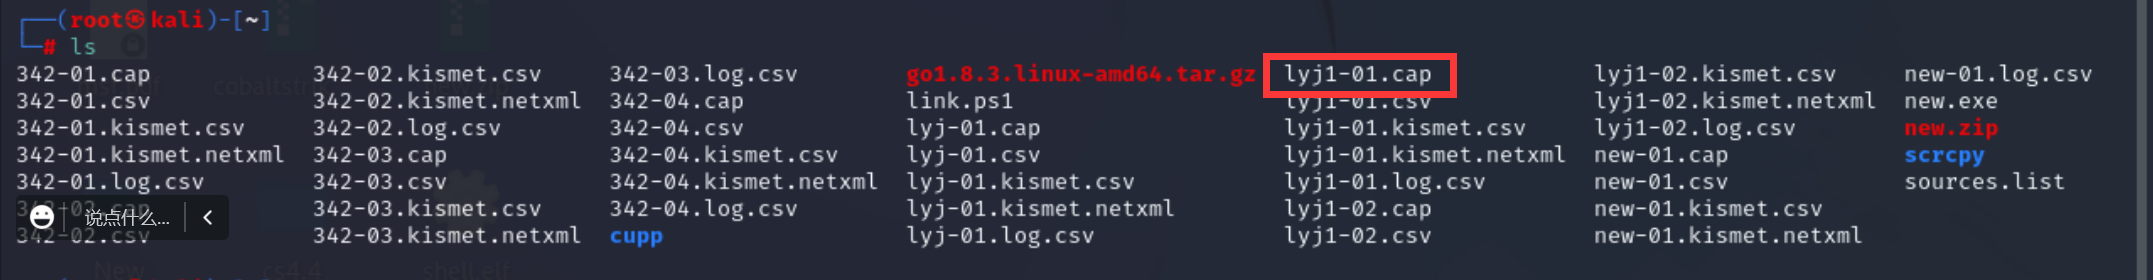 (root㉿kali)-[~]
# ls
342-01.cap 342-02.kismet.csv 342-03.log.csv go1.8.3.linux-amd64.tar.gz lyj1-01.cap lyj1-02.kismet.csv new-01.log.csv
342-01.csv 342-02.kismet.netxml 342-04.cap link.ps1 lyj1-01.csv lyj1-02.kismet.netxml new.exe
342-01.kismet.csv 342-02.log.csv 342-04.csv lyj-01.cap lyj1-01.kismet.csv lyj1-02.log.csv new.zip
342-01.kismet.netxml 342-03.cap 342-04.kismet.csv lyj-01.csv lyj1-01.kismet.netxml new-01.cap scrcpy
342-01.log.csv 342-03.csv 342-04.kismet.netxml lyj-01.kismet.csv lyj1-01.log.csv new-01.csv sources.list
342-02.cap 342-03.kismet.csv 342-04.log.csv lyj-01.kismet.netxml lyj1-02.cap new-01.kismet.csv
说点什么...
342-02.csv 342-03.kismet.netxml cupp lyj-01.log.csv lyj1-02.csv new-01.kismet.netxml
New cs4.4 shell.elf